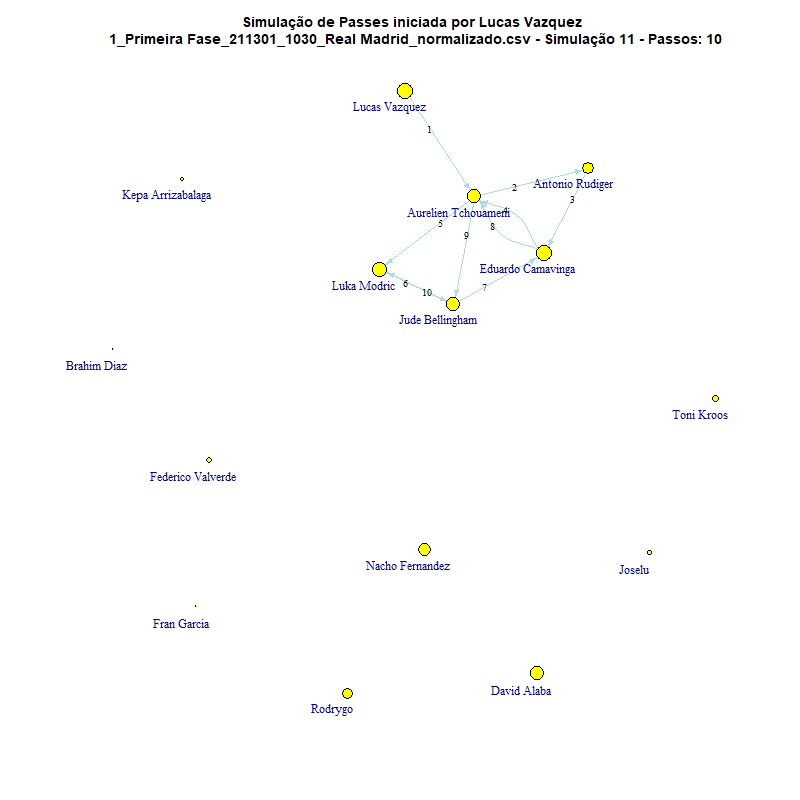 Simulação de Passes iniciada por Lucas Vazquez
1_Primeira Fase_211301_1030_Real Madrid_normalizado.csv - Simulação 11 - Passos: 10
Lucas Vazquez
1
Kepa Arrizabalaga
2
Antonio Rudiger
3
Aurelien Tchouameni
4
5
8
9
Eduardo Camavinga
Luka Modric
6
10
7
Jude Bellingham
Brahim Diaz
Toni Kroos
Federico Valverde
Nacho Fernandez
Joselu
Fran Garcia
David Alaba
Rodrygo